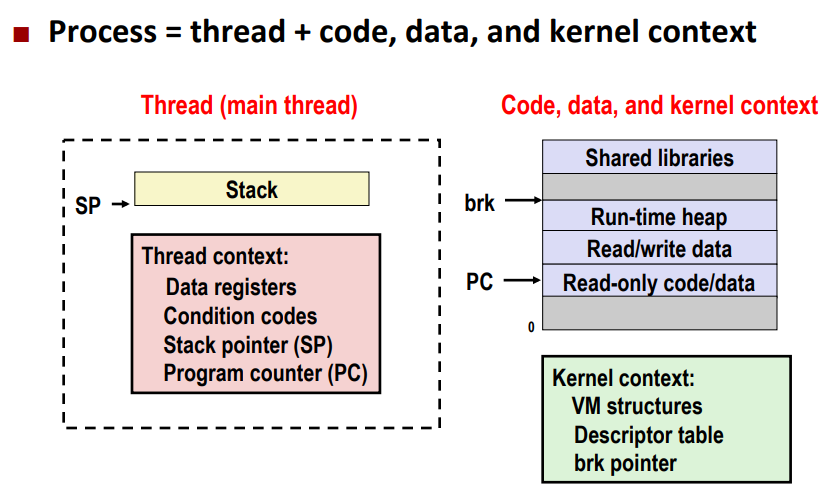 Process = thread + code, data, and kernel context
Thread (main thread)
Stack
SP
Thread context:
Data registers
Condition codes
Stack pointer (SP)
Program counter (PC)
Code, data, and kernel context
Shared libraries
brk
Run-time heap
Read/write data
PC
Read-only code/data
0
Kernel context:
VM structures
Descriptor table
brk pointer